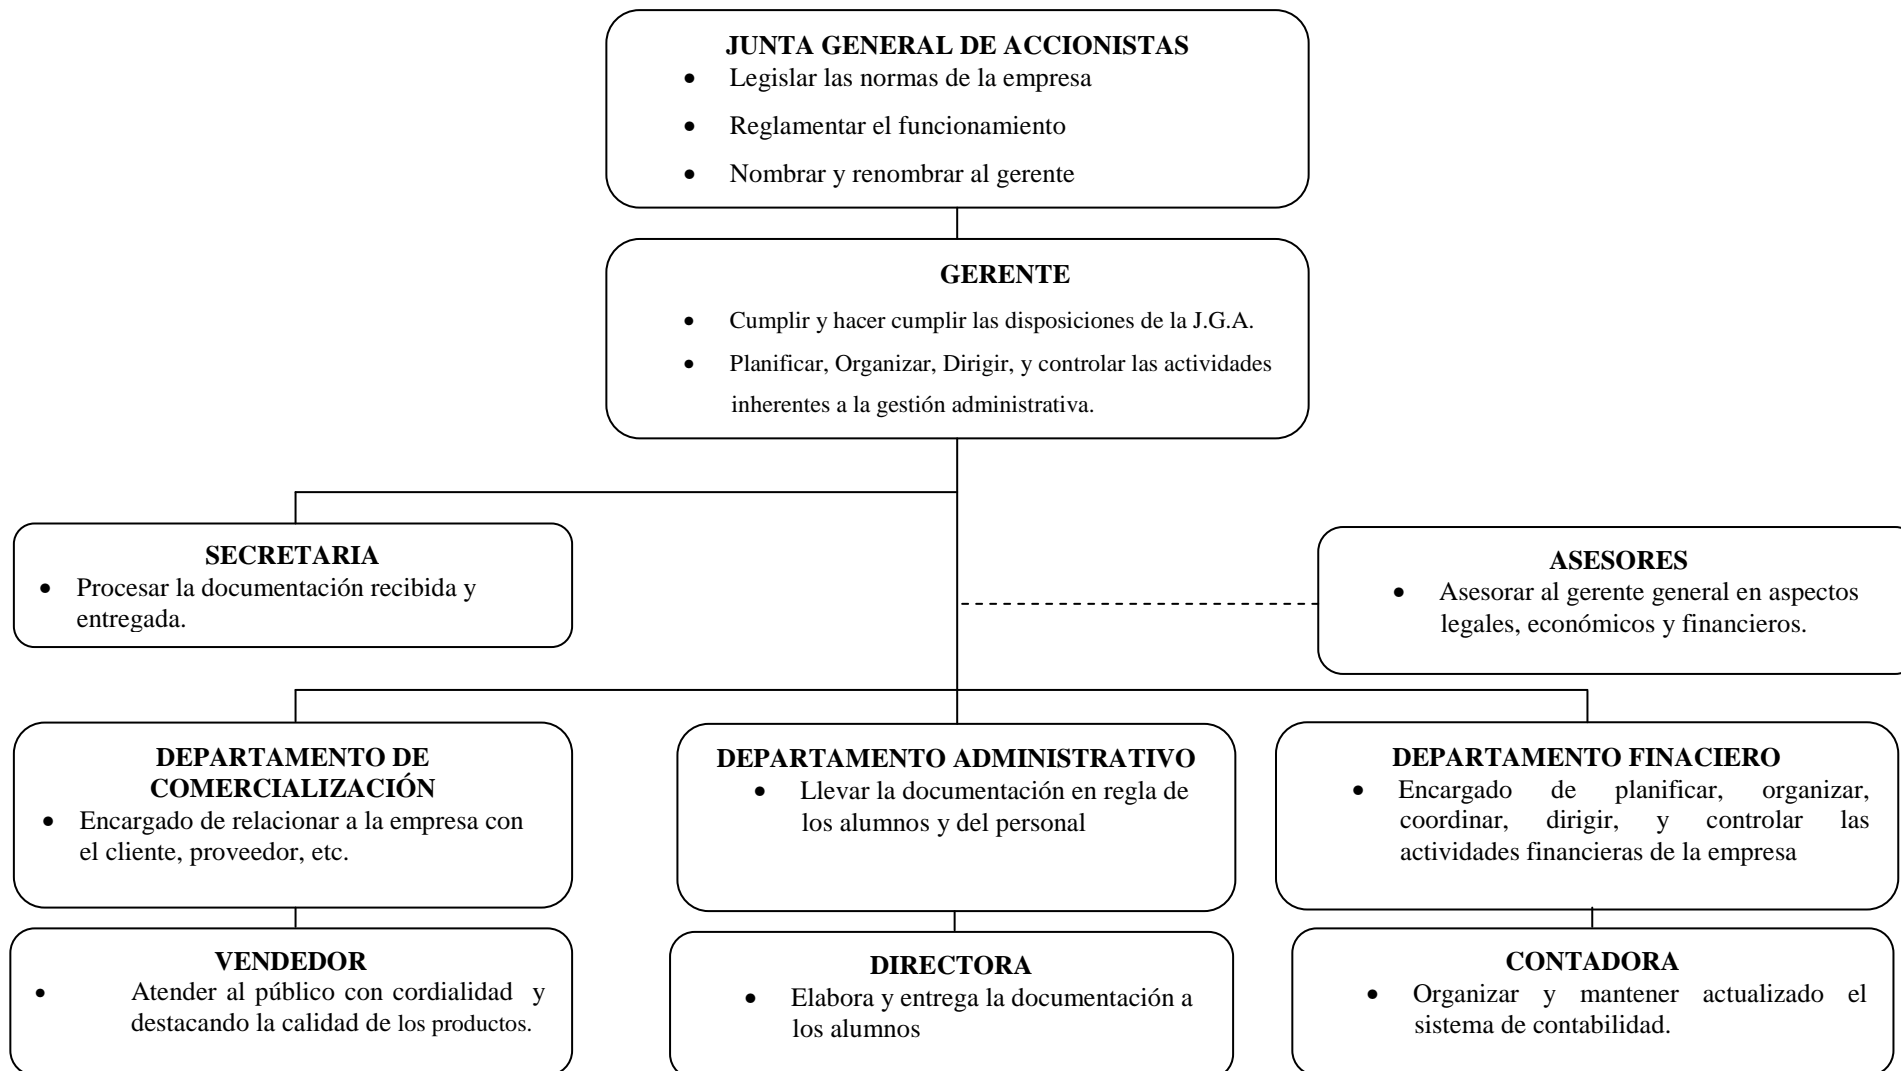 JUNTA GENERAL DE ACCIONISTAS
• Legislar las normas de la empresa
• Reglamentar el funcionamiento
• Nombrar y renombrar al gerente
GERENTE
• Cumplir y hacer cumplir las disposiciones de la J.G.A.
• Planificar, Organizar, Dirigir, y controlar las actividades
inherentes a la gestión administrativa.
SECRETARIA
• Procesar la documentación recibida y
entregada.
ASESORES
• Asesorar al gerente general en aspectos
legales, económicos y financieros.
DEPARTAMENTO DE
COMERCIALIZACIÓN
• Encargado de relacionar a la empresa con
el cliente, proveedor, etc.
DEPARTAMENTO ADMINISTRATIVO
• Llevar la documentación en regla de
los alumnos y del personal
DEPARTAMENTO FINACIERO
• Encargado de planificar, organizar,
coordinar, dirigir, y controlar las
actividades financieras de la empresa
VENDEDOR
• Atender al público con cordialidad y
destacando la calidad de los productos.
DIRECTORA
• Elabora y entrega la documentación a
los alumnos
CONTADORA
• Organizar y mantener actualizado el
sistema de contabilidad.